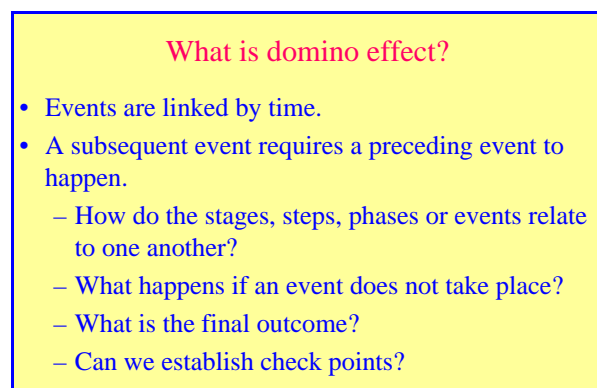 What is domino effect?
• Events are linked by time.
• A subsequent event requires a preceding event to
happen.
– How do the stages, steps, phases or events relate
to one another?
– What happens if an event does not take place?
– What is the final outcome?
– Can we establish check points?